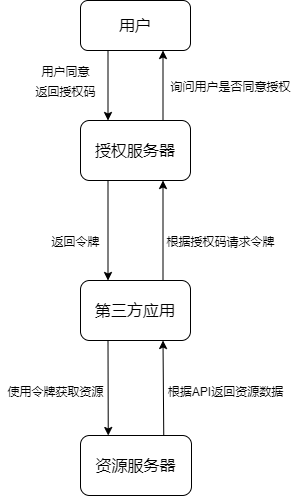 用户
用户同意
返回授权码
询问用户是否同意授权
授权服务器
返回令牌
根据授权码请求令牌
第三方应用
使用令牌获取资源
根据API返回资源数据
资源服务器